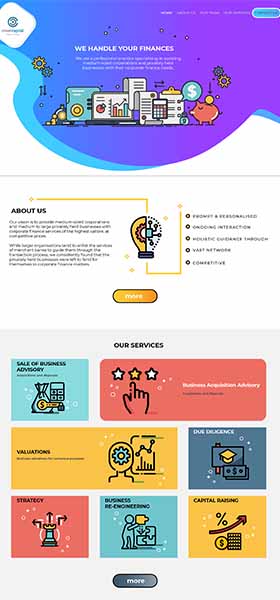 HOME ABOUT US OUR TEAM OUR SERVICES
WE HANDLE YOUR FINANCES
We are a professional practice specialising in assisting
medium-sized corporations and privately held
businesses with their corporate finance needs.
ABOUT US
Our vision is to provide medium-sized corporations
and medium to large privately held businesses with
corporate finance services of the highest calibre, at
competitive prices.
While larger organisations tend to enlist the services
of merchant banks to guide them through the
transaction process, we consistently found that the
privately held businesses were left to fend for
themselves in corporate finance matters.
PROMPT & PERSONALISED
ONGOING INTERACTION
HOLISTIC GUIDANCE THROUGH
VAST NETWORK
COMPETITIVE
more
OUR SERVICES
SALE OF BUSINESS
ADVISORY
Acquisitions and disposals
Business Acquisition Advisory
Acquisitions and disposals
VALUATIONS
Business valuations for numerous purposes
DUE DILIGENCE
STRATEGY
BUSINESS
RE-ENGINEERING
CAPITAL RAISING
more